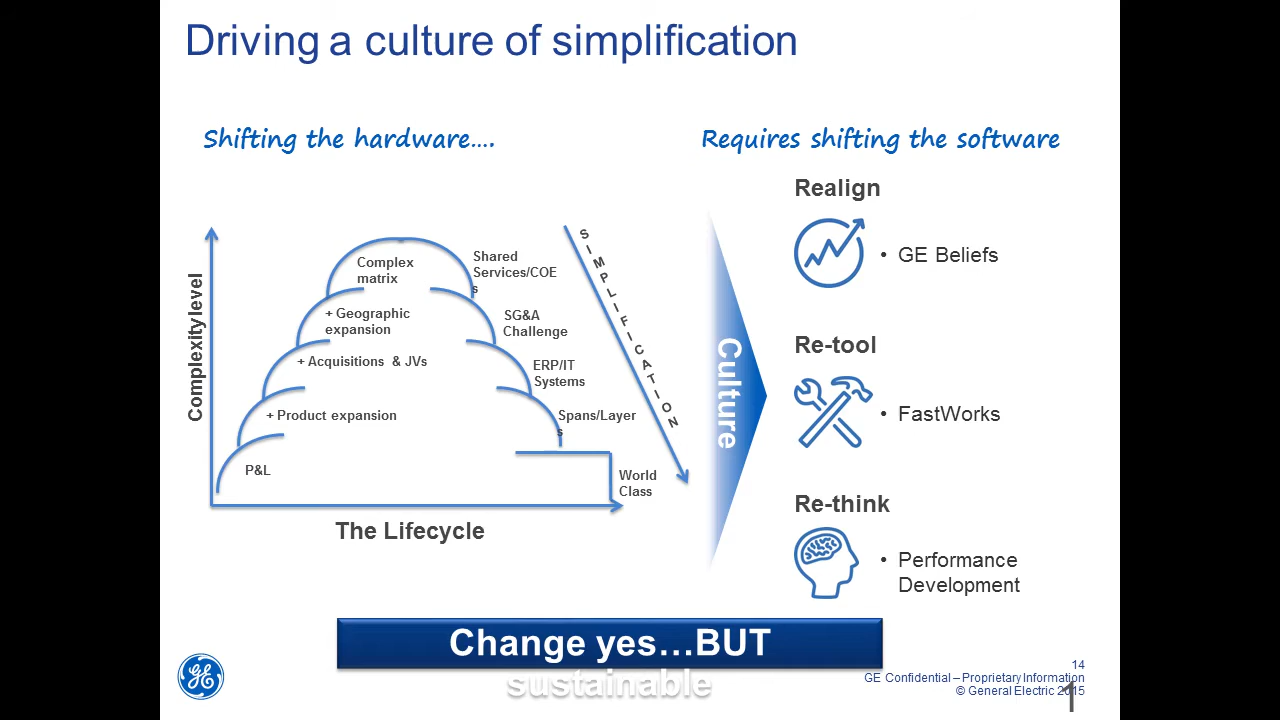 Driving a culture of simplification
Shifting the hardware....
Requires shifting the software
Complexity level
Complex
matrix
+ Geographic
expansion
+ Acquisitions & JVs
+ Product expansion
P&L
Shared
Services/COE
s
SG&A
Challenge
ERP/IT
Systems
Spans/Layer
s
World
Class
SIMPLIFICATION
The Lifecycle
Culture
Realign
• GE Beliefs
Re-tool
• FastWorks
Re-think
• Performance
Development
Change yes…BUT
sustainable
GE
14
GE Confidential – Proprietary Information
© General Electric 2015
1